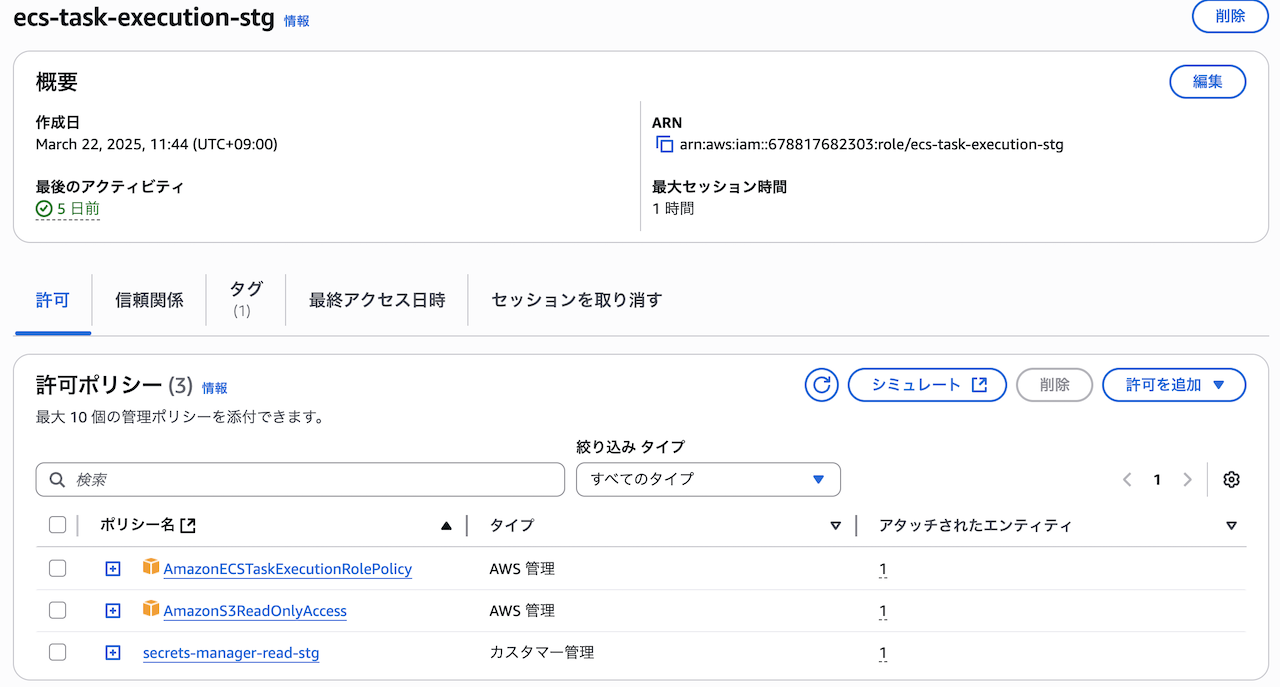 ecs-task-execution-stg 情報
削除
概要
編集
作成日
March 22, 2025, 11:44 (UTC+09:00)
ARN
arn:aws:iam::678817682303:role/ecs-task-execution-stg
最後のアクティビティ
5 日前
最大セッション時間
1 時間
許可
信頼関係
タグ
(1)
最終アクセス日時
セッションを取り消す
許可ポリシー (3) 情報
シミュレート
削除
許可を追加
最大 10 個の管理ポリシーを添付できます。
絞り込み タイプ
検索
すべてのタイプ
1
ポリシー名
タイプ
アタッチされたエンティティ
AmazonECSTaskExecutionRolePolicy
AWS 管理
1
AmazonS3ReadOnlyAccess
AWS 管理
1
secrets-manager-read-stg
カスタマー管理
1